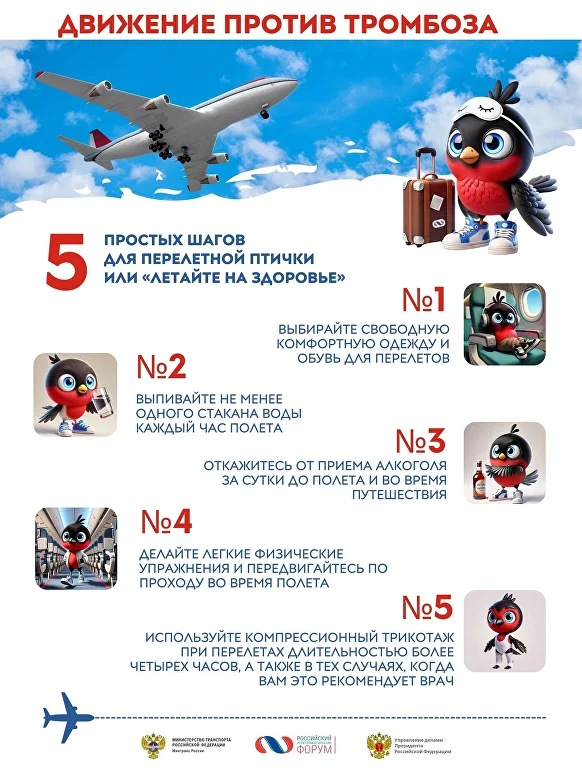 ДВИЖЕНИЕ ПРОТИВ ТРОМБОЗА
5 ПРОСТЫХ ШАГОВ
ДЛЯ ПЕРЕЛЕТНОЙ ПТИЧКИ
ИЛИ «ЛЕТАЙТЕ НА ЗДОРОВЬЕ»
№1
ВЫБИРАЙТЕ СВОБОДНУЮ
КОМФОРТНУЮ ОДЕЖДУ И
ОБУВЬ ДЛЯ ПЕРЕЛЕТОВ
№2
ВЫПИВАЙТЕ НЕ МЕНЕЕ
ОДНОГО СТАКАНА ВОДЫ
КАЖДЫЙ ЧАС ПОЛЕТА
№3
ОТКАЖИТЕСЬ ОТ ПРИЕМА АЛКОГОЛЯ
ЗА СУТКИ ДО ПОЛЕТА И ВО ВРЕМЯ
ПУТЕШЕСТВИЯ
№4
ДЕЛАЙТЕ ЛЕГКИЕ ФИЗИЧЕСКИЕ
УПРАЖНЕНИЯ И ПЕРЕДВИГАЙТЕСЬ ПО
ПРОХОДУ ВО ВРЕМЯ ПОЛЕТА
№5
ИСПОЛЬЗУЙТЕ КОМПРЕССИОННЫЙ ТРИКОТАЖ
ПРИ ПЕРЕЛЕТАХ ДЛИТЕЛЬНОСТЬЮ БОЛЕЕ
ЧЕТЫРЕХ ЧАСОВ, А ТАКЖЕ В ТЕХ СЛУЧАЯХ, КОГДА
ВАМ ЭТО РЕКОМЕНДУЕТ ВРАЧ
МИНИСТЕРСТВО ТРАНСПОРТА
РОССИЙСКОЙ ФЕДЕРАЦИИ
Минтранс России
РОССИЙСКИЙ
ФОРУМ
Управление делами
Президента
Российской Федерации